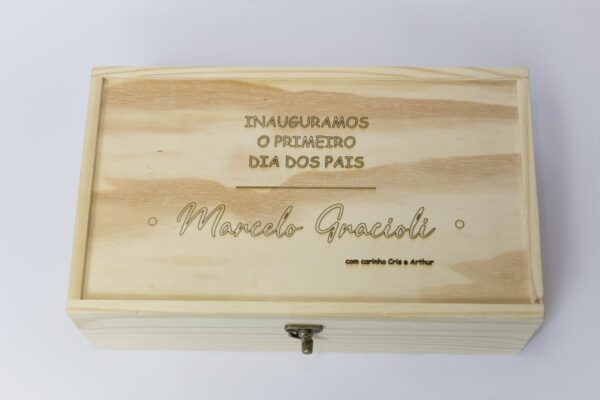 INAUGURAMOS
O PRIMEIRO
DIA DOS PAIS
Marcelo Gracioli
com carinho Cris e Arthur